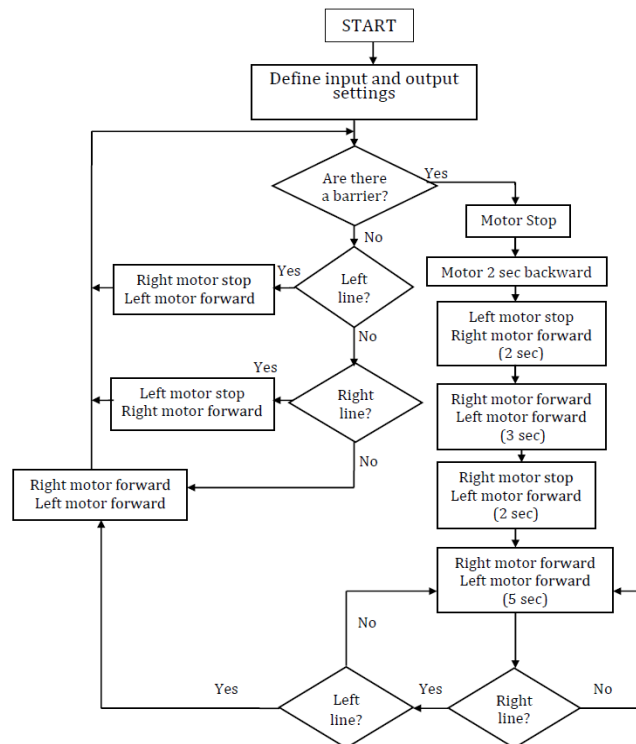 START
Define input and output
settings
Are there
a barrier?
Yes
Motor Stop
No
Motor 2 sec backward
Left
line?
Yes
Right motor stop
Left motor forward
Left motor stop
Right motor forward
(2 sec)
No
Right
line?
Yes
Left motor stop
Right motor forward
Right motor forward
Left motor forward
(3 sec)
No
Right motor forward
Left motor forward
Right motor stop
Left motor forward
(2 sec)
Right motor forward
Left motor forward
(5 sec)
No
Yes
Left
line?
Yes
Right
line?
No